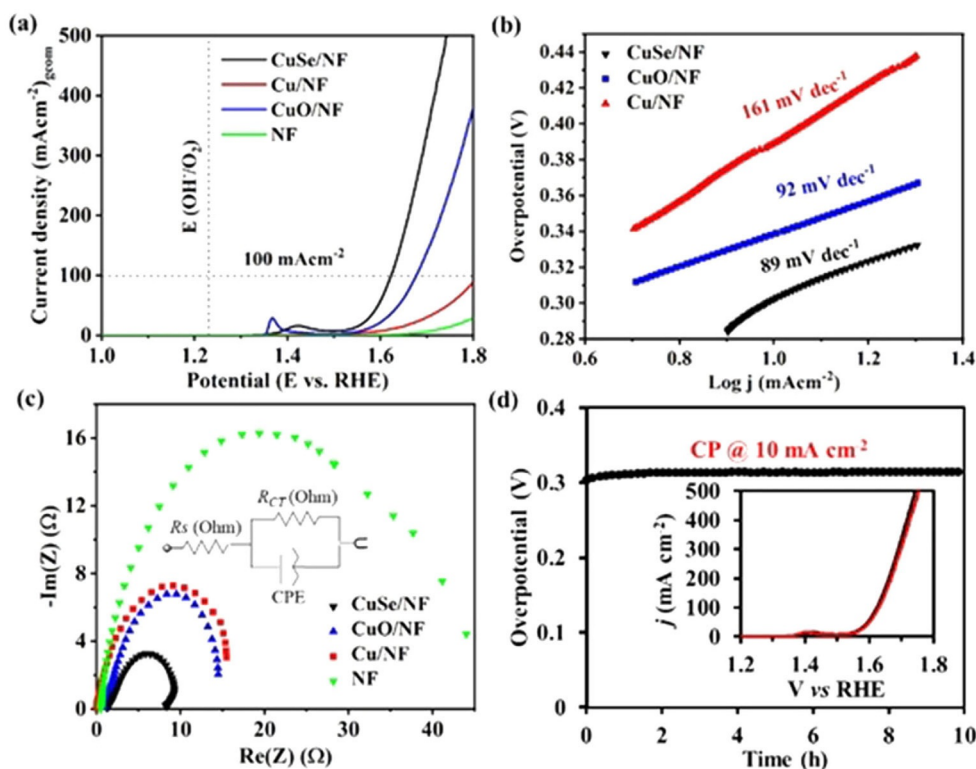 (a)
500
400
300
200
100
0
Current density (mAcm-2)geom
CuSe/NF
Cu/NF
CuO/NF
NF
E (OH-/O2)
100 mAcm-2
1.0 1.2 1.4 1.6 1.8
Potential (E vs. RHE)
(b)
0.44
0.42
0.40
0.38
0.36
0.34
0.32
0.30
0.28
Overpotential (V)
CuSe/NF
CuO/NF
Cu/NF
161 mV dec-1
92 mV dec-1
89 mV dec-1
0.6 0.8 1.0 1.2 1.4
Log j (mAcm-2)
(c)
16
12
8
4
0
-Im(Z) (Ω)
RCT (Ohm)
Rs (Ohm)
CPE
CuSe/NF
CuO/NF
Cu/NF
NF
0 10 20 30 40
Re(Z) (Ω)
(d)
0.4
0.3
0.2
0.1
0
Overpotential (V)
CP @ 10 mA cm-2
500
400
300
200
100
0
j (mA cm-2)
1.2 1.4 1.6 1.8
V vs RHE
0 2 4 6 8 10
Time (h)